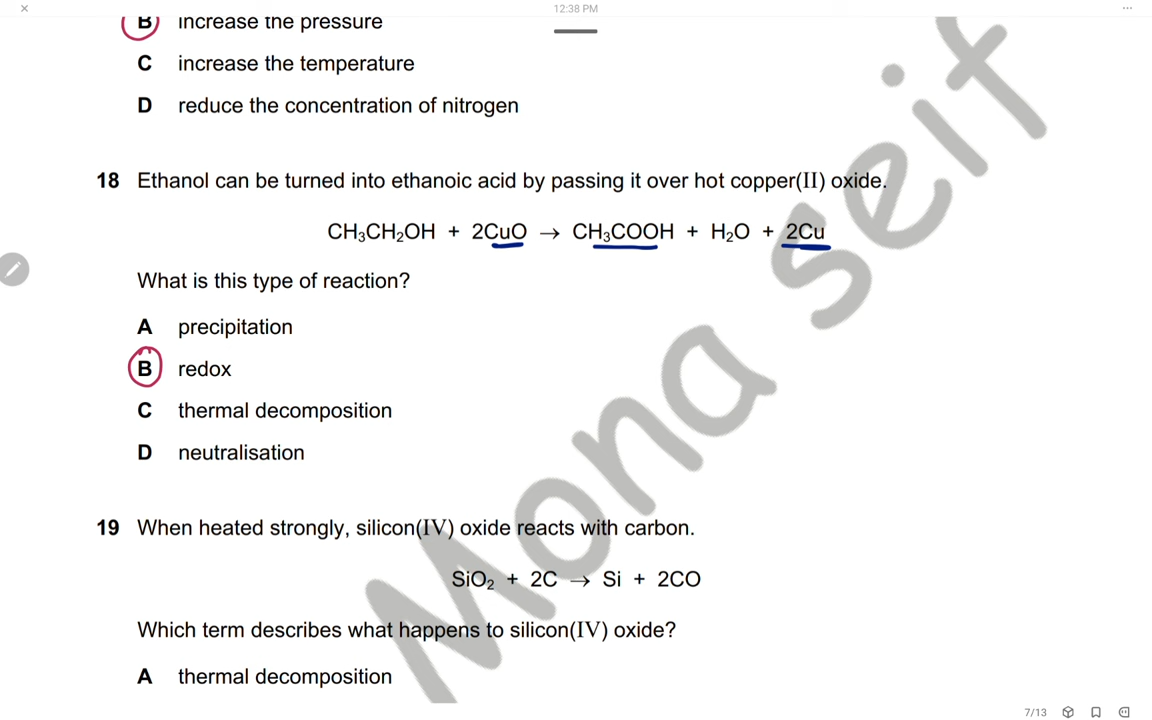 12:38 PM
B increase the pressure
C increase the temperature
D reduce the concentration of nitrogen
18 Ethanol can be turned into ethanoic acid by passing it over hot copper(II) oxide.
CH₃CH₂OH + 2CuO → CH₃COOH + H₂O + 2Cu
What is this type of reaction?
A precipitation
B redox
C thermal decomposition
D neutralisation
19 When heated strongly, silicon(IV) oxide reacts with carbon.
SiO₂ + 2C → Si + 2CO
Which term describes what happens to silicon(IV) oxide?
A thermal decomposition
Mona seif
7/13